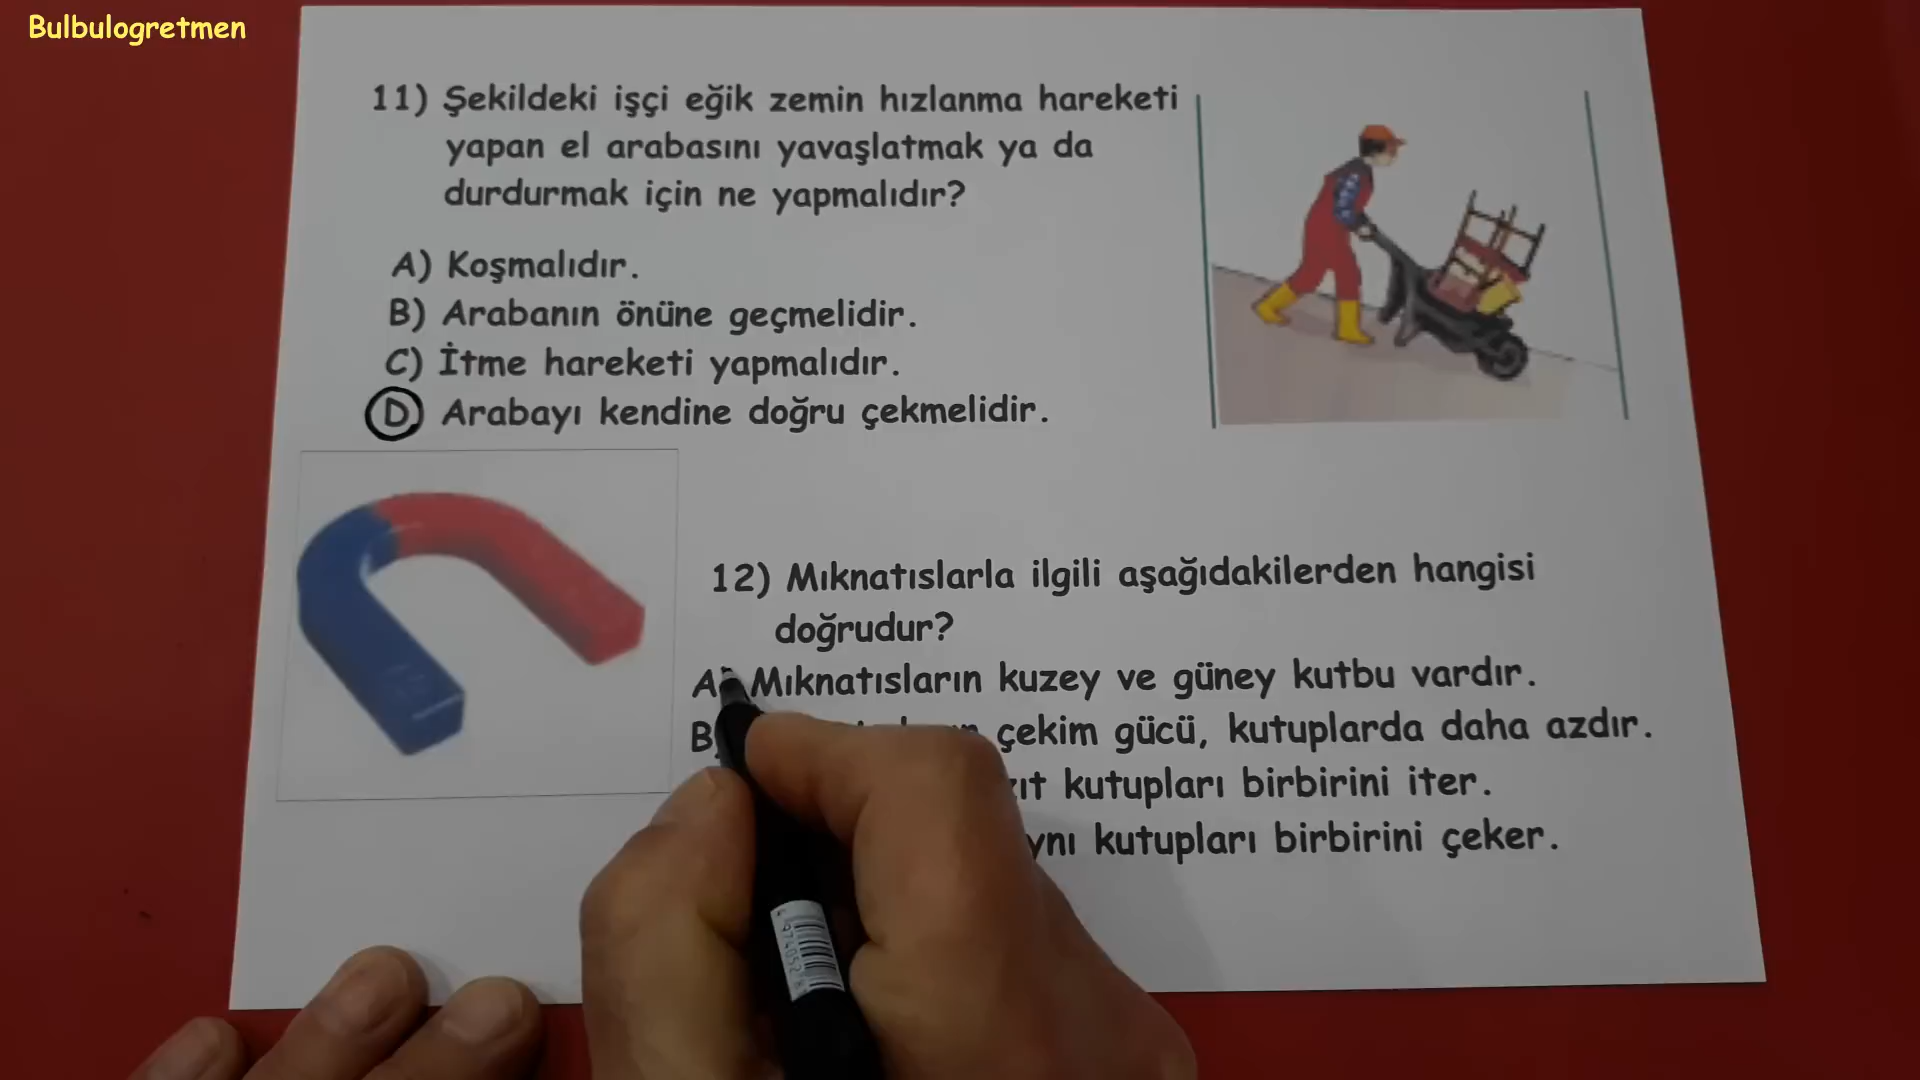 Bulbulogretmen
11) Şekildeki işçi eğik zemin hızlanma hareketi
yapan el arabasını yavaşlatmak ya da
durdurmak için ne yapmalıdır?
A) Koşmalıdır.
B) Arabanın önüne geçmelidir.
C) İtme hareketi yapmalıdır.
D) Arabayı kendine doğru çekmelidir.
12) Mıknatıslarla ilgili aşağıdakilerden hangisi
doğrudur?
A) Mıknatısların kuzey ve güney kutbu vardır.
B) çekim gücü, kutuplarda daha azdır.
kutupları birbirini iter.
kutupları birbirini çeker.